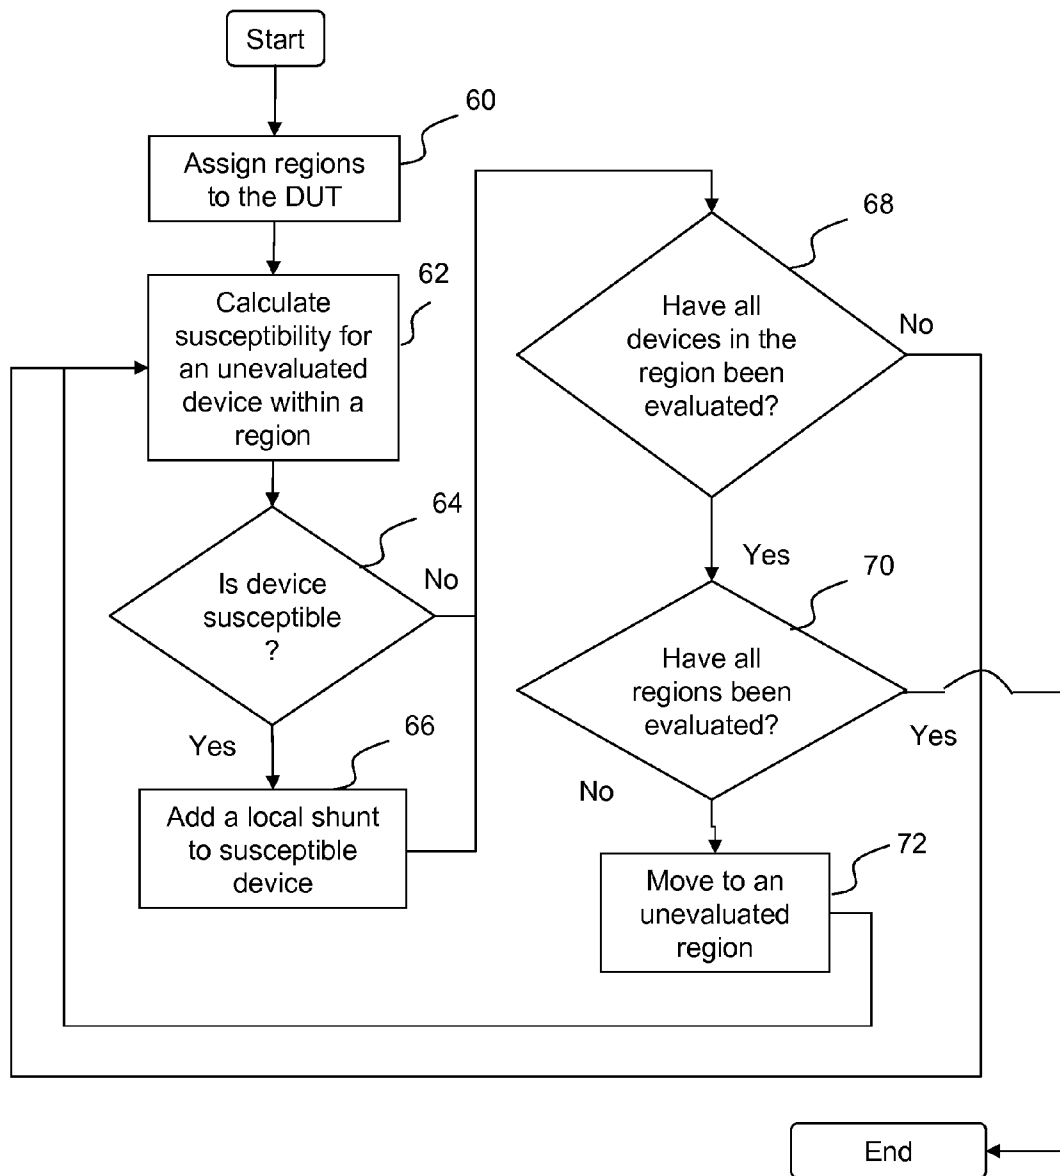 Start
60
Assign regions
to the DUT
62
Calculate
susceptibility for
an unevaluated
device within a
region
64
Is device
susceptible
?
No
Yes
66
Add a local shunt
to susceptible
device
68
Have all
devices in the
region been
evaluated?
No
Yes
70
Have all
regions been
evaluated?
Yes
No
72
Move to an
unevaluated
region
End